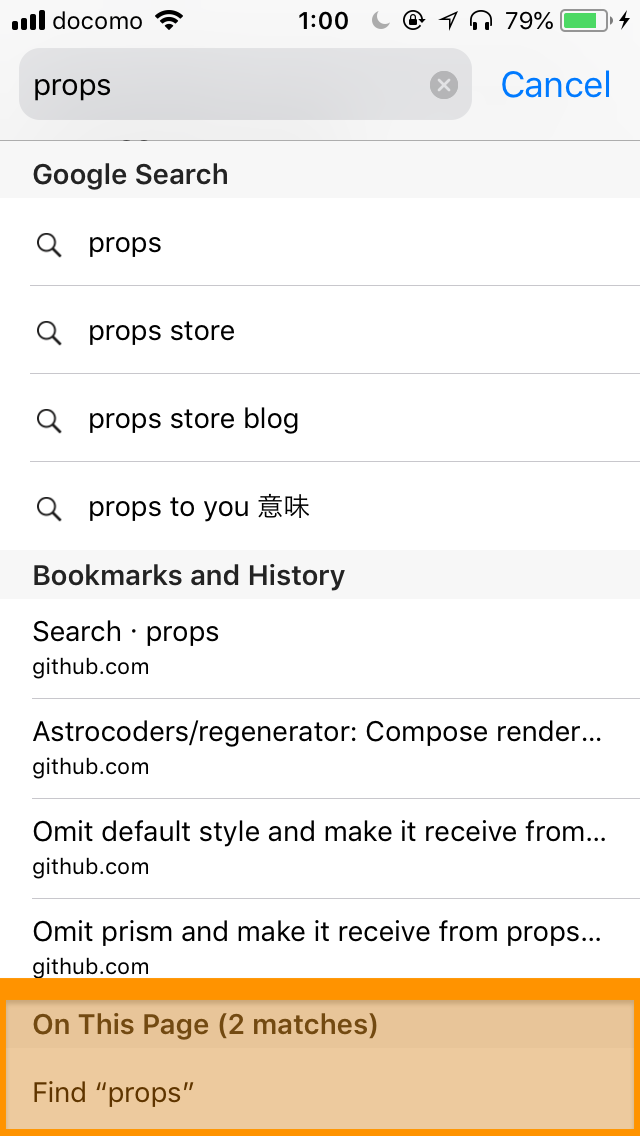 docomo 1:00 79%
props Cancel
Google Search
props
props store
props store blog
props to you 意味
Bookmarks and History
Search · props
github.com
Astrocoders/regenerator: Compose render...
github.com
Omit default style and make it receive from...
github.com
Omit prism and make it receive from props...
github.com
On This Page (2 matches)
Find “props”